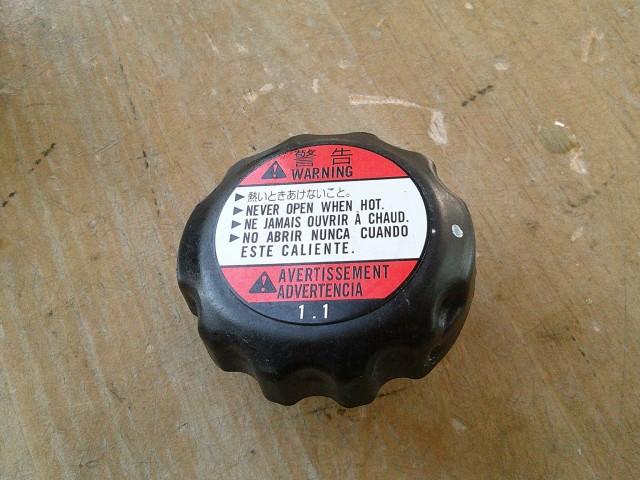 警告
WARNING
▶熱いときあけないこと。
▶NEVER OPEN WHEN HOT.
▶NE JAMAIS OUVRIR À CHAUD.
▶NO ABRIR NUNCA CUANDO
ESTE CALIENTE.
AVERTISSEMENT
ADVERTENCIA
1.1